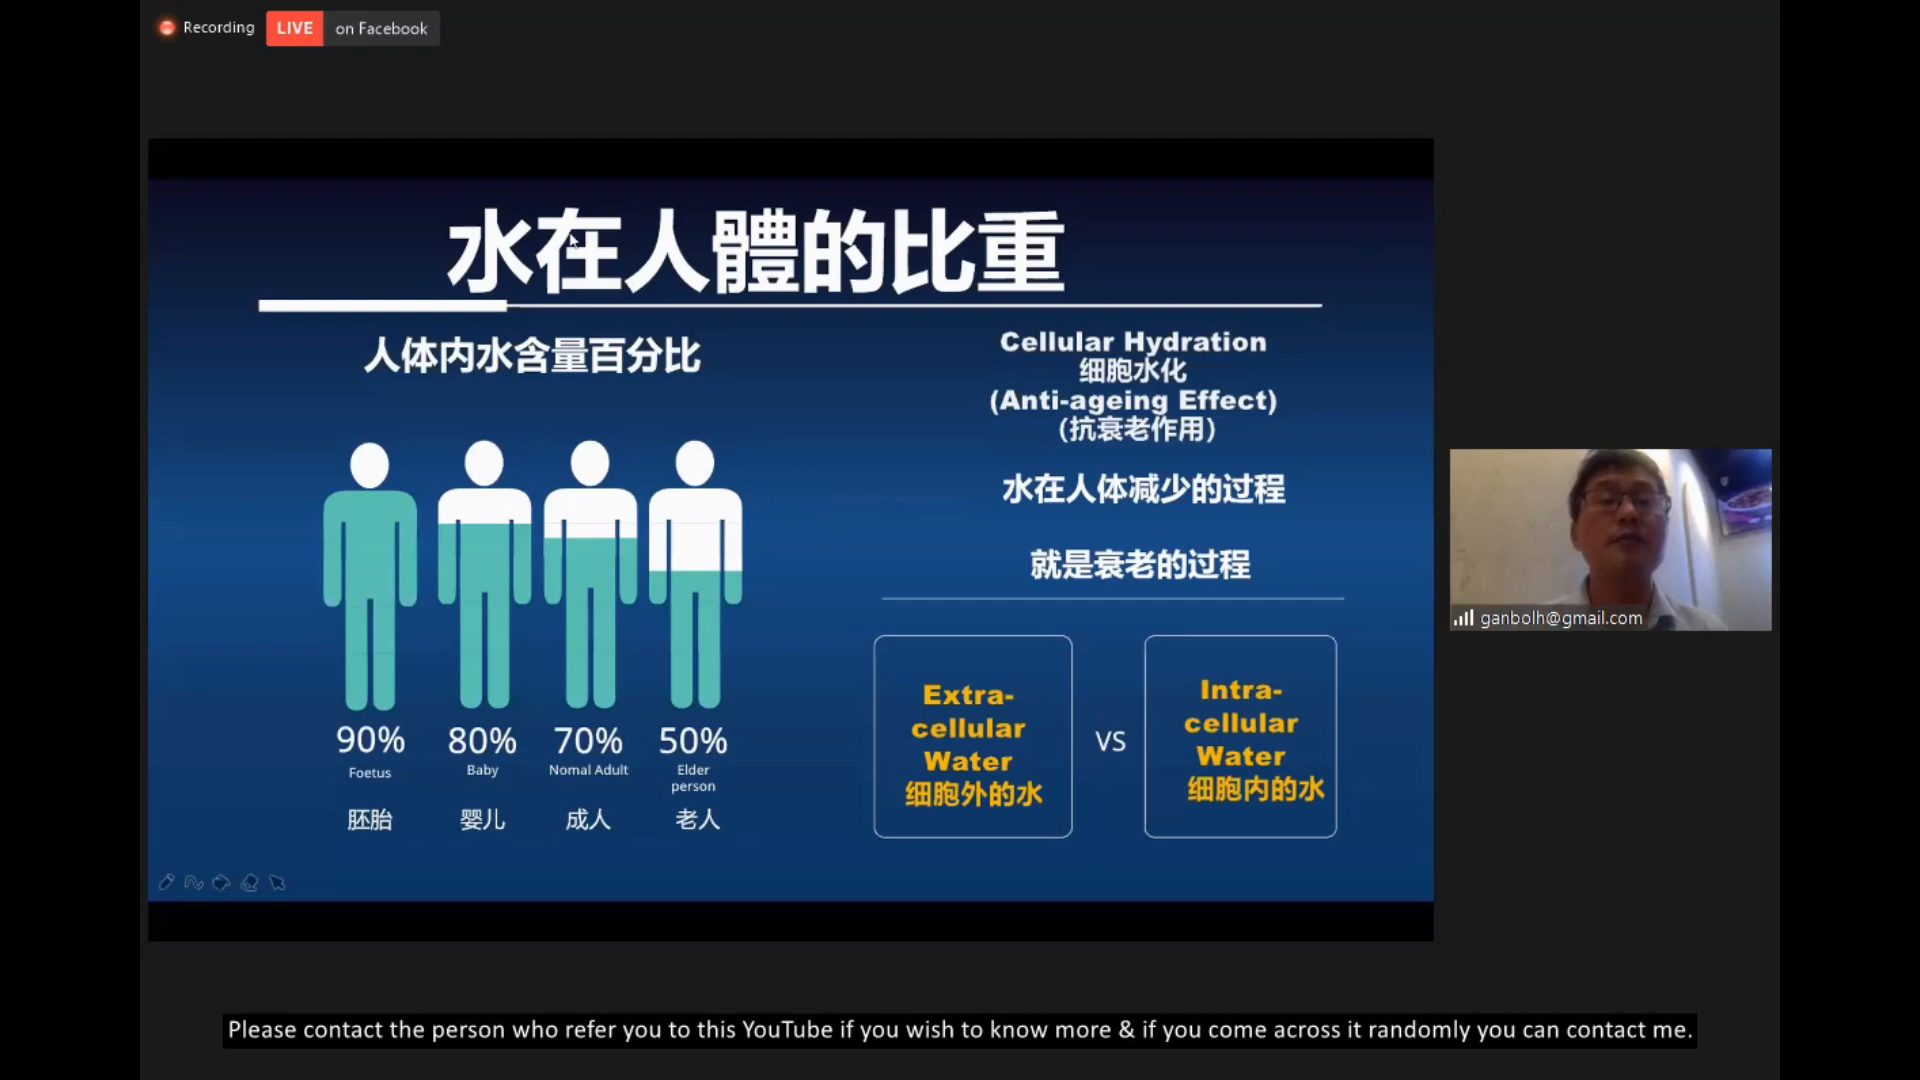 Recording
LIVE on Facebook
水在人體的比重
人体内水含量百分比
90%
Foetus
胚胎
80%
Baby
婴儿
70%
Nomal Adult
成人
50%
Elder
person
老人
Cellular Hydration
细胞水化
(Anti-ageing Effect)
(抗衰老作用)
水在人体减少的过程
就是衰老的过程
Extra-
cellular
Water
细胞外的水
VS
Intra-
cellular
Water
细胞内的水
ganbolh@gmail.com
Please contact the person who refer you to this YouTube if you wish to know more & if you come across it randomly you can contact me.